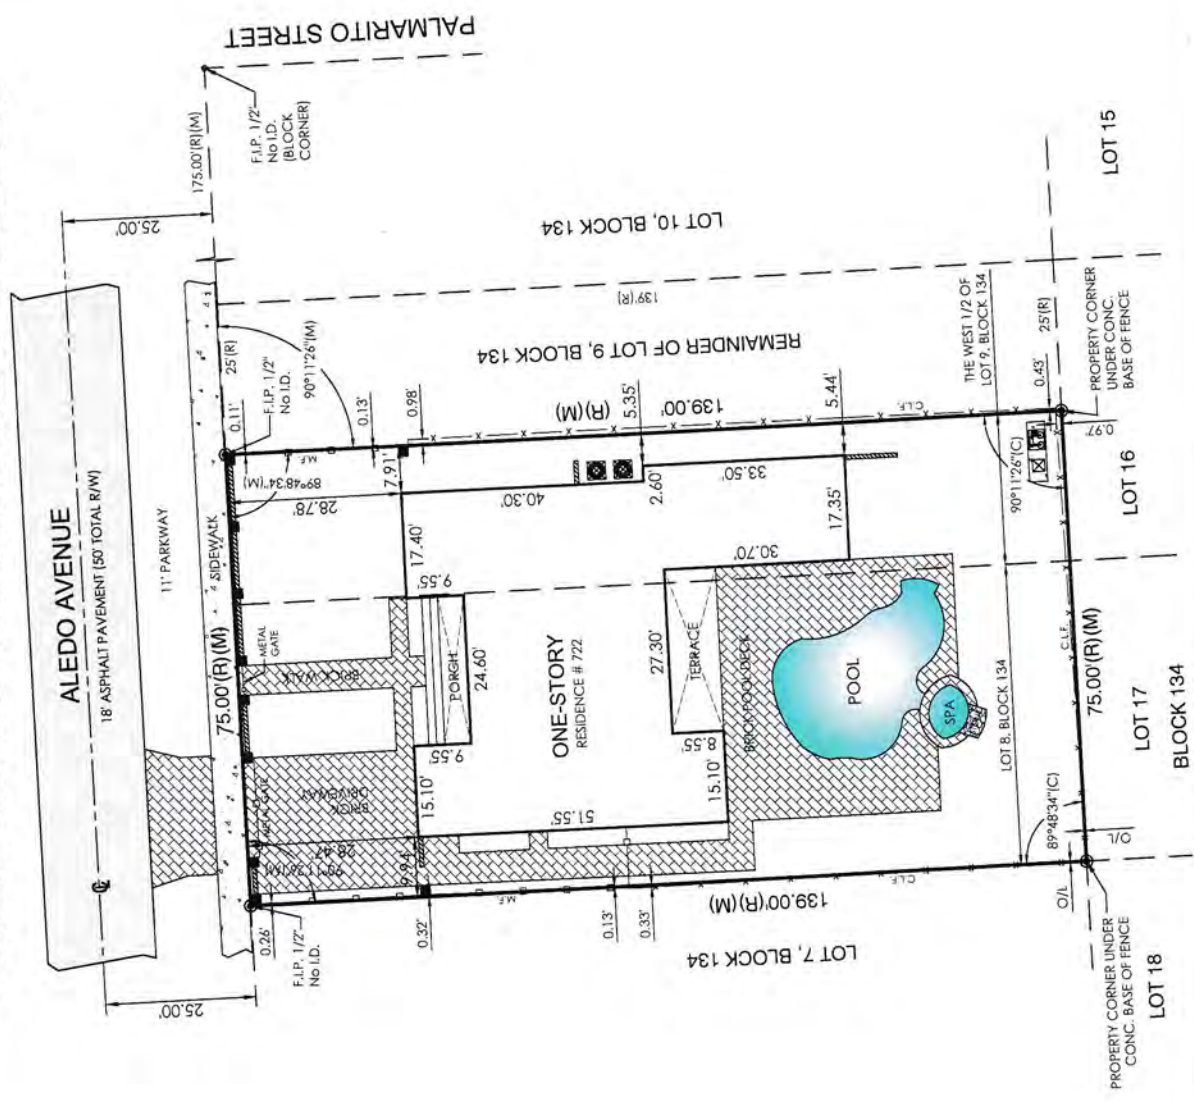 PALMARITO STREET
F.I.P. 1/2"
No I.D.
(BLOCK
CORNER)
175.00'(R)(M)
25.00'
ALEDO AVENUE
18' ASPHALT PAVEMENT (50' TOTAL R/W)
11' PARKWAY
SIDEWALK
75.00'(R)(M)
25.00'
LOT 10, BLOCK 134
139'(R)
REMAINDER OF LOT 9, BLOCK 134
LOT 15
25'(R)
0.11'
F.I.P. 1/2"
No I.D.
90°11'26"(M)
0.13'
0.98'
M.F.
89°48'34"(M)
28.78'
7.91'
139.00'
(R)(M)
5.35'
5.44'
C.L.F.
THE WEST 1/2 OF
LOT 9, BLOCK 134
25'(R)
0.43'
PROPERTY CORNER
UNDER CONC.
BASE OF FENCE
0.97'
90°11'26"(C)
LOT 16
40.30'
2.60'
33.50'
17.40'
17.35'
30.70'
9.55'
METAL
GATE
BRICK WALK
PORCH
24.60'
9.55'
ONE-STORY
RESIDENCE # 722
27.30'
TERRACE
8.55'
BRICK POOL DECK
POOL
SPA
LOT 8, BLOCK 134
C.L.F.
75.00'(R)(M)
LOT 17
BLOCK 134
METAL GATE
BRICK
DRIVEWAY
15.10'
51.55'
15.10'
28.47'
90°11'26"(M)
7.94'
89°48'34"(C)
O/L
O/L
0.26'
F.I.P. 1/2"
No I.D.
0.32'
M.F.
0.13'
0.33'
139.00'(R)(M)
C.L.F.
LOT 7, BLOCK 134
PROPERTY CORNER UNDER
CONC. BASE OF FENCE
LOT 18